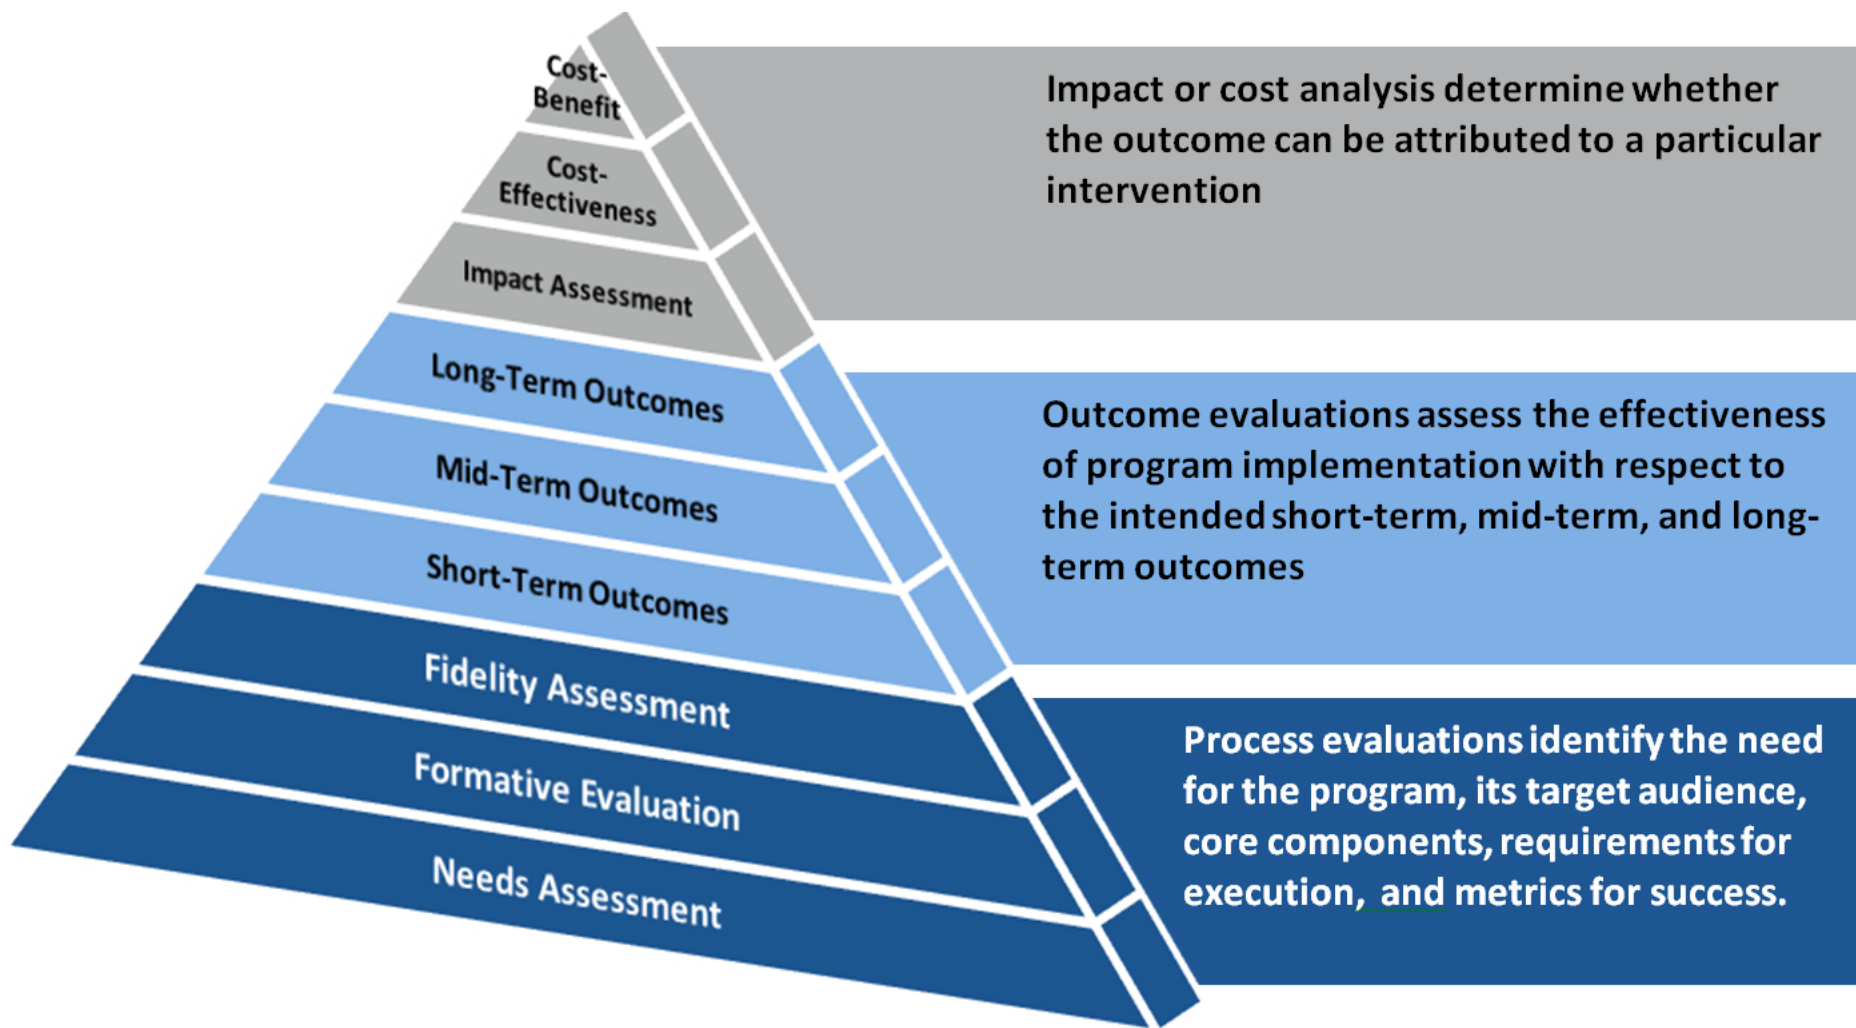 Cost-
Benefit
Cost-
Effectiveness
Impact Assessment
Long-Term Outcomes
Mid-Term Outcomes
Short-Term Outcomes
Fidelity Assessment
Formative Evaluation
Needs Assessment
Impact or cost analysis determine whether
the outcome can be attributed to a particular
intervention
Outcome evaluations assess the effectiveness
of program implementation with respect to
the intended short-term, mid-term, and long-
term outcomes
Process evaluations identify the need
for the program, its target audience,
core components, requirements for
execution, and metrics for success.